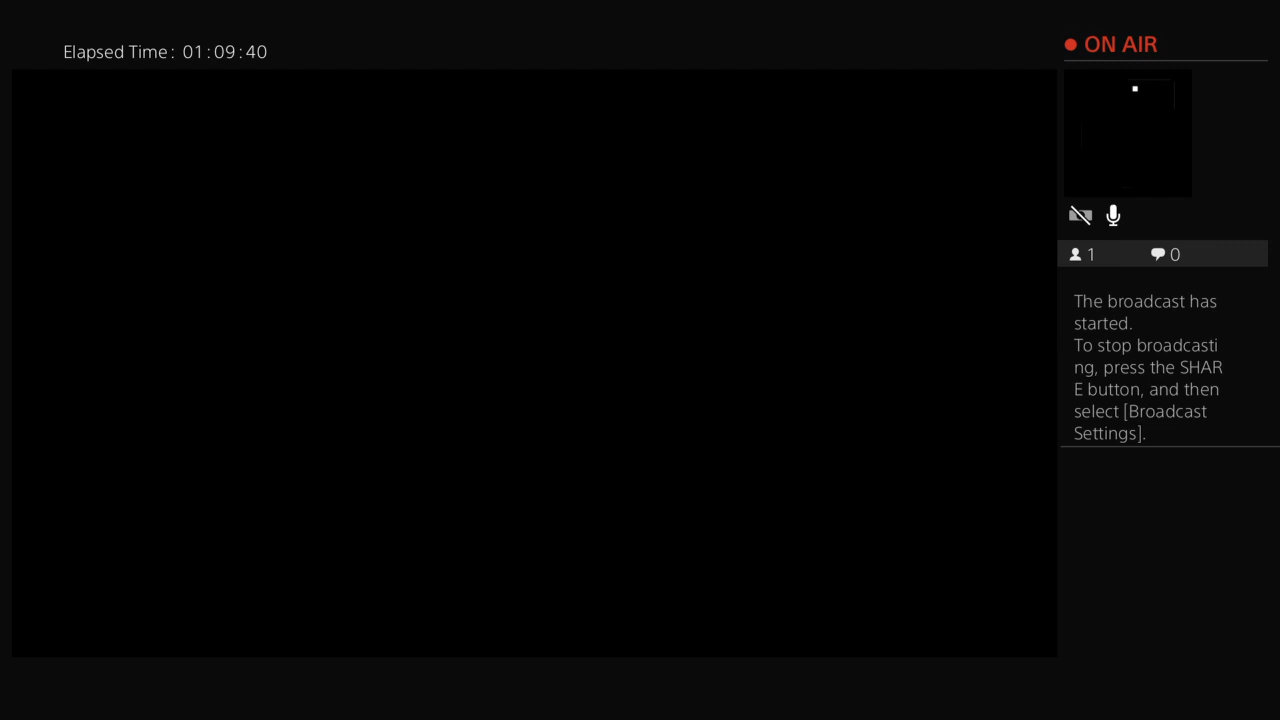 Elapsed Time: 01:09:40
ON AIR
1 0
The broadcast has
started.
To stop broadcasti
ng, press the SHAR
E button, and then
select [Broadcast
Settings].